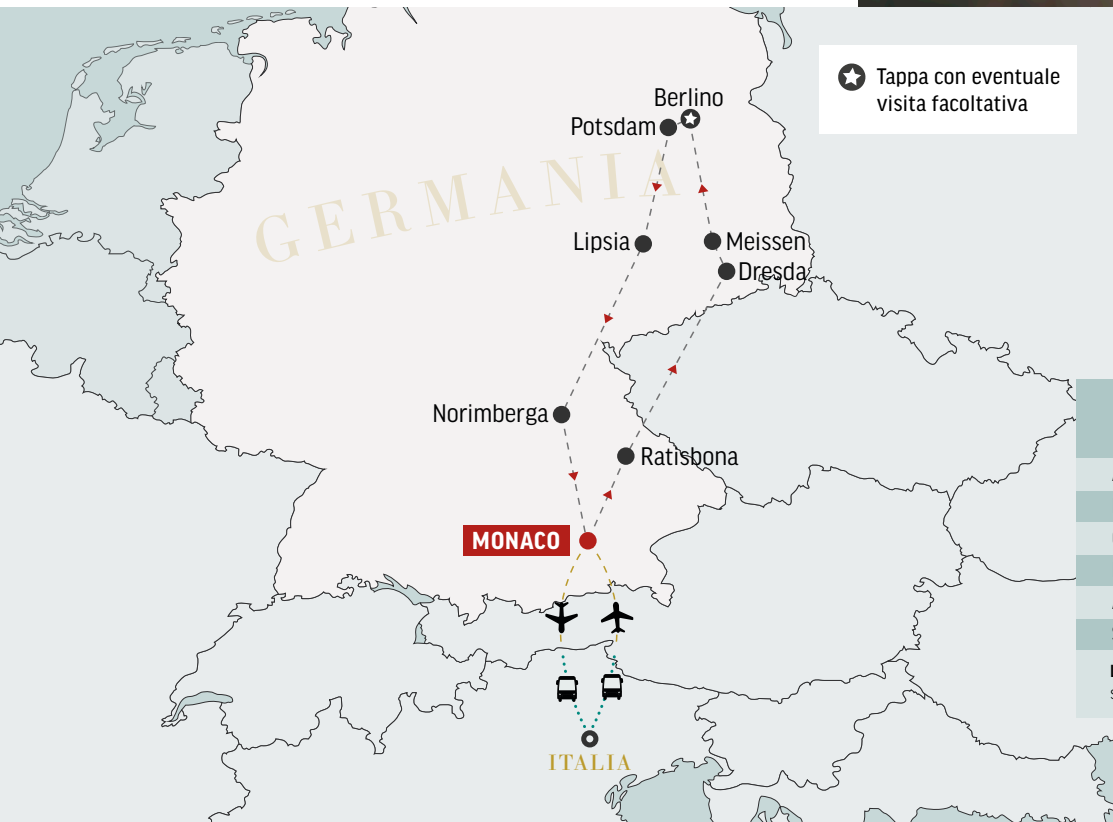 Tappa con eventuale
visita facoltativa
Berlino
Potsdam
GERMANIA
Lipsia
Meissen
Dresda
Norimberga
Ratisbona
MONACO
ITALIA